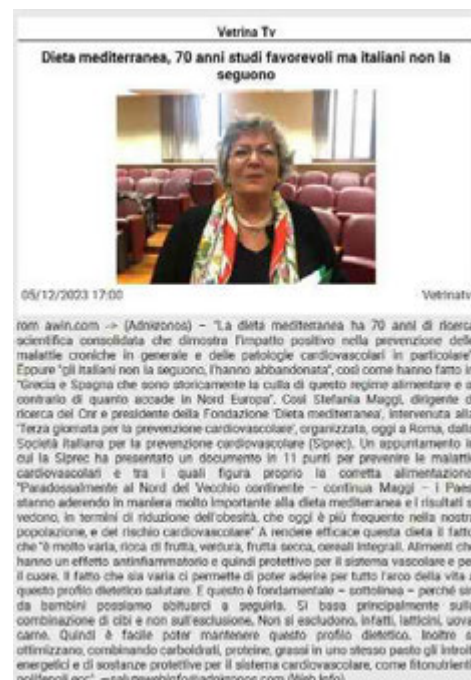 Vetrina Tv
Dieta mediterranea, 70 anni studi favorevoli ma italiani non la
seguono
05/12/2023 17:00 Vetrinatv
rom awin.com -> (Adnkronos) – "La dieta mediterranea ha 70 anni di ricerc
scientifica consolidata che dimostra l'impatto positivo nella prevenzione dell
malattie croniche in generale e delle patologie cardiovascolari in particolare
Eppure "gli italiani non la seguono, l'hanno abbandonata", così come hanno fatto in
"Grecia e Spagna che sono storicamente la culla di questo regime alimentare e a
contrario di quanto accade in Nord Europa". Così Stefania Maggi, dirigente d
ricerca del Cnr e presidente della Fondazione 'Dieta mediterranea', intervenuta all
'Terza giornata per la prevenzione cardiovascolare', organizzata, oggi a Roma, dalla
Società italiana per la prevenzione cardiovascolare (Siprec). Un appuntamento i
cui la Siprec ha presentato un documento in 11 punti per prevenire le malatti
cardiovascolari e tra i quali figura proprio la corretta alimentazione
"Paradossalmente al Nord del Vecchio continente – continua Maggi – i Paes
stanno aderendo in maniera molto importante alla dieta mediterranea e i risultati s
vedono, in termini di riduzione dell'obesità, che oggi è più frequente nella nostr
popolazione, e del rischio cardiovascolare" A rendere efficace questa dieta il fatto
che "è molto varia, ricca di frutta, verdura, frutta secca, cereali integrali. Alimenti che
hanno un effetto antinfiammatorio e quindi protettivo per il sistema vascolare e pe
il cuore. Il fatto che sia varia ci permette di poter aderire per tutto l'arco della vita a
questo profilo dietetico salutare. E questo è fondamentale – sottolinea – perché sin
da bambini possiamo abituarci a seguirla. Si basa principalmente sulla
combinazione di cibi e non sull'esclusione. Non si escludono, infatti, latticini, uova
carne. Quindi è facile poter mantenere questo profilo dietetico. Inoltre si
ottimizzano, combinando carboidrati, proteine, grassi in uno stesso pasto gli introiti
energetici e di sostanze protettive per il sistema cardiovascolare, come fitonutrienti
polifenoli ecc". —salutewebinfo@adnkronos.com (Web Info)